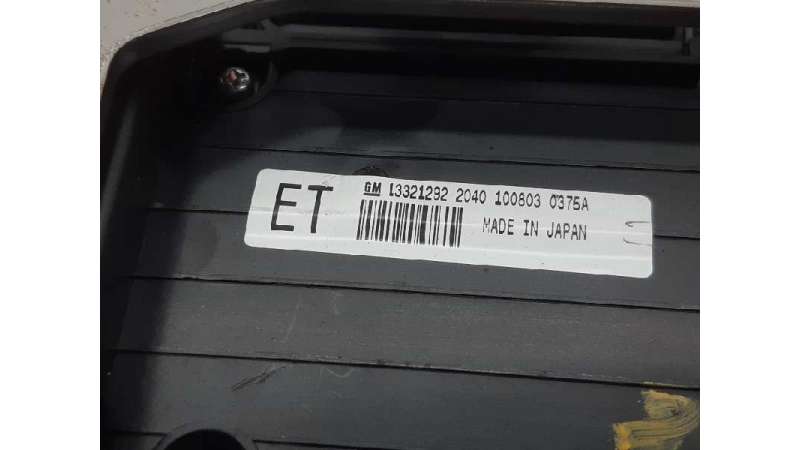 ET
GM 13321292 2040 100803 0375A
MADE IN JAPAN